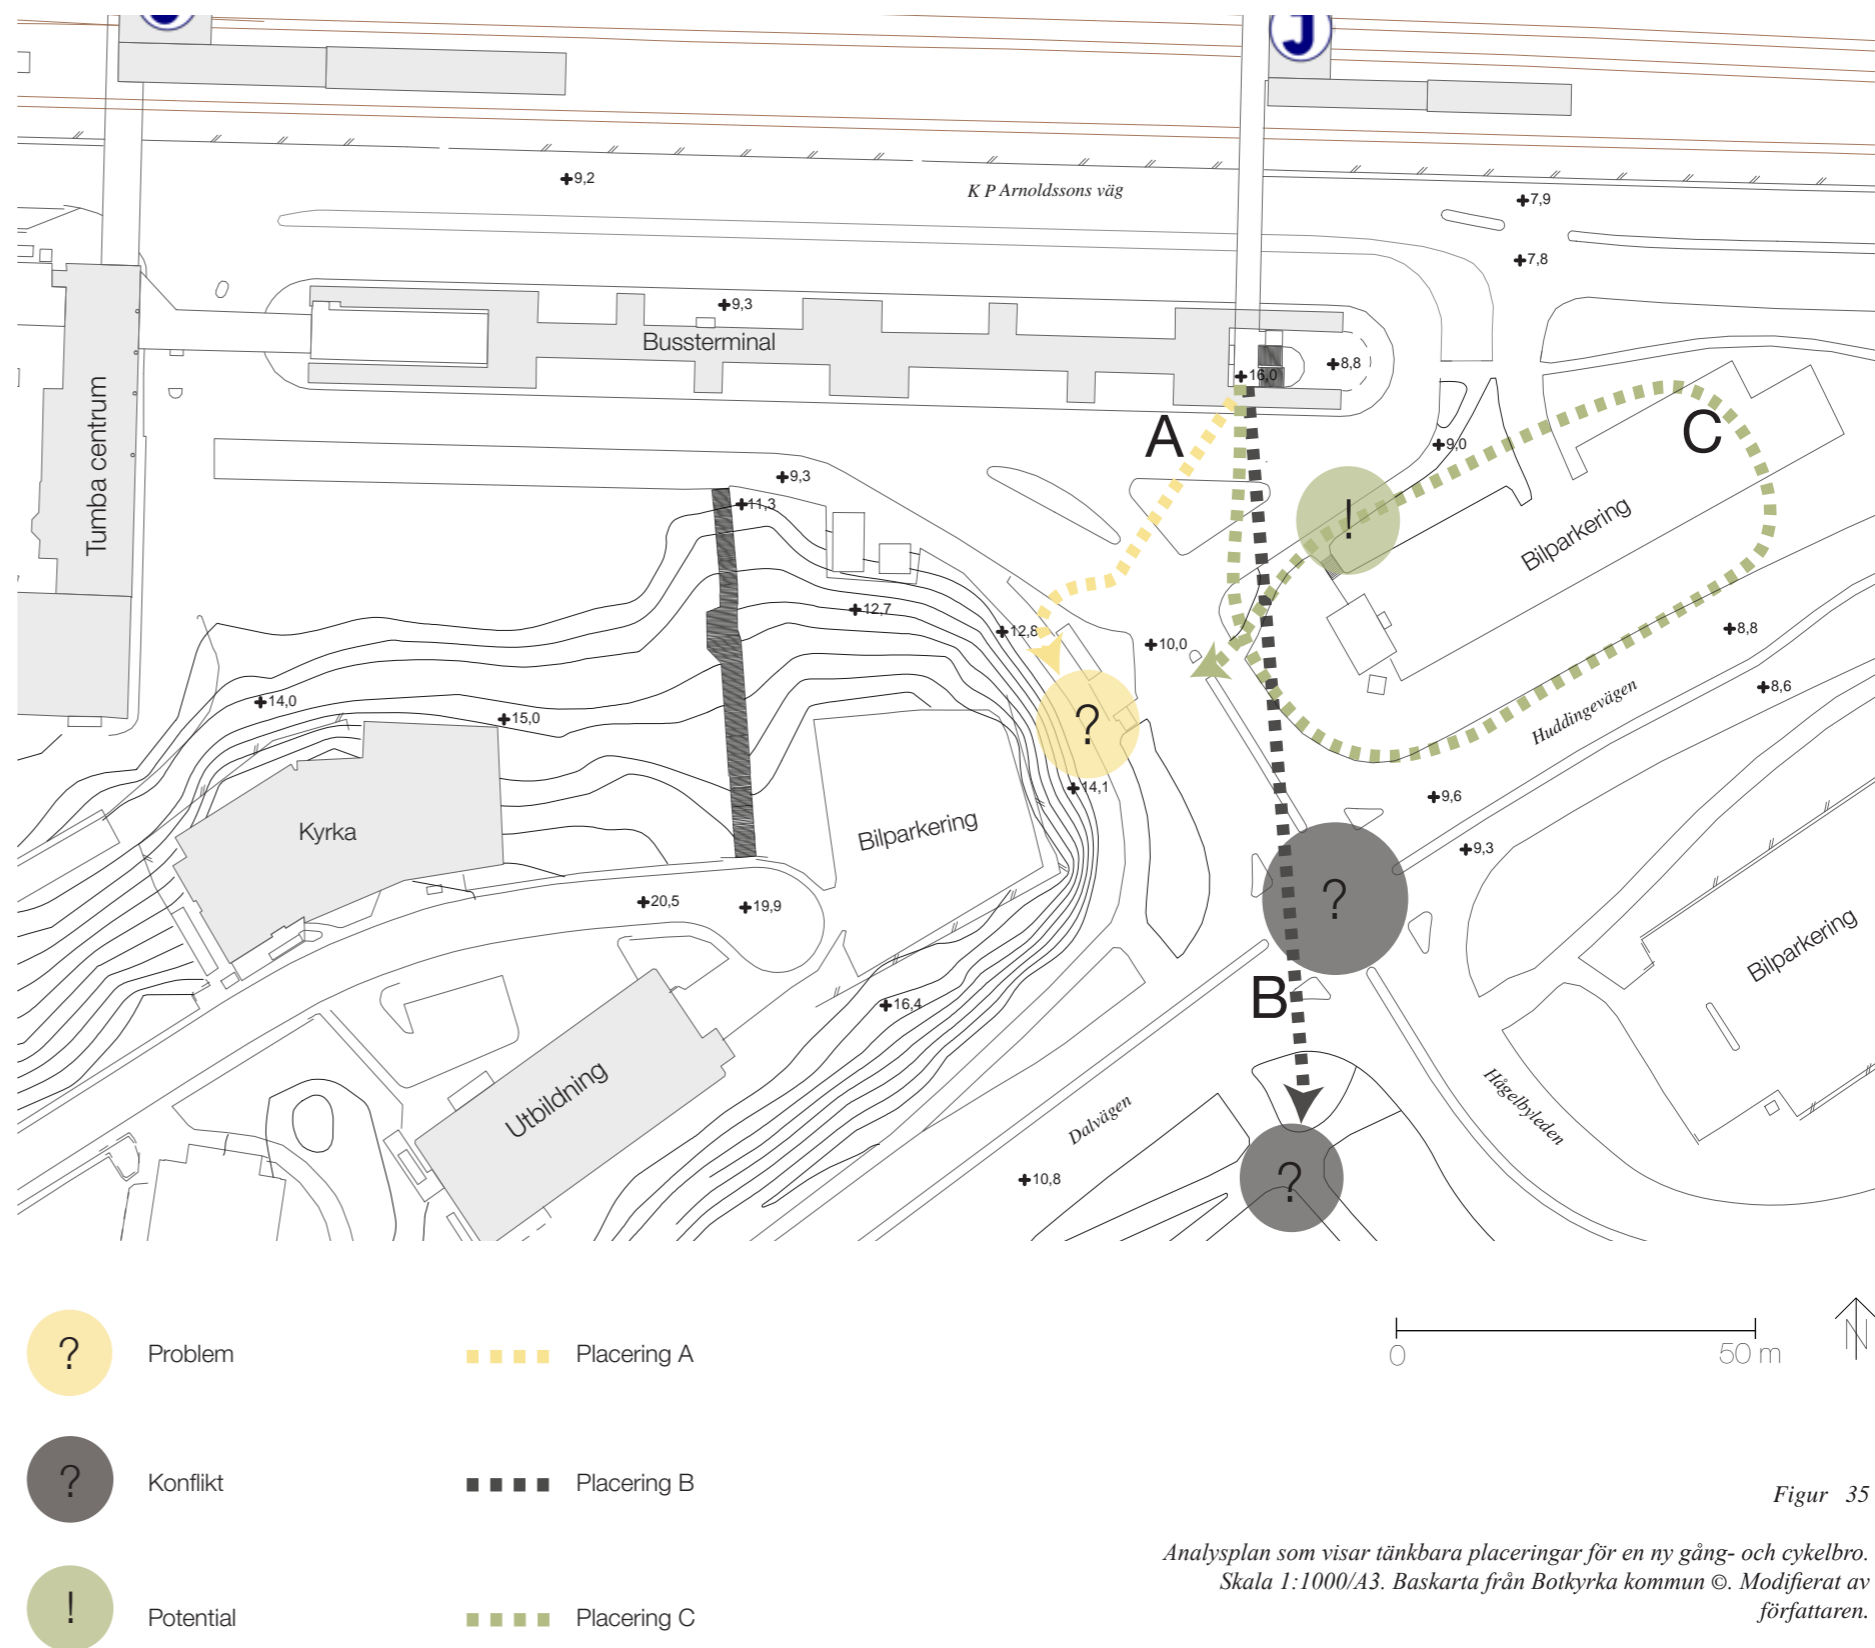 J
K P Arnoldssons väg
9,2
7,9
7,8
9,3
Bussterminal
8,8
16,0
Tumba centrum
A
C
9,0
9,3
11,3
!
Bilparkering
12,7
12,8
10,0
8,8
8,6
14,0
15,0
?
Huddingevägen
14,1
9,6
Kyrka
Bilparkering
9,3
?
20,5
19,9
Bilparkering
B
16,4
Utbildning
Dalvägen
Hågelbyleden
10,8
?
? Problem Placering A
0 50 m
N
? Konflikt Placering B
! Potential Placering C
Figur 35
Analysplan som visar tänkbara placeringar för en ny gång- och cykelbro.
Skala 1:1000/A3. Baskarta från Botkyrka kommun ©. Modifierat av
författaren.